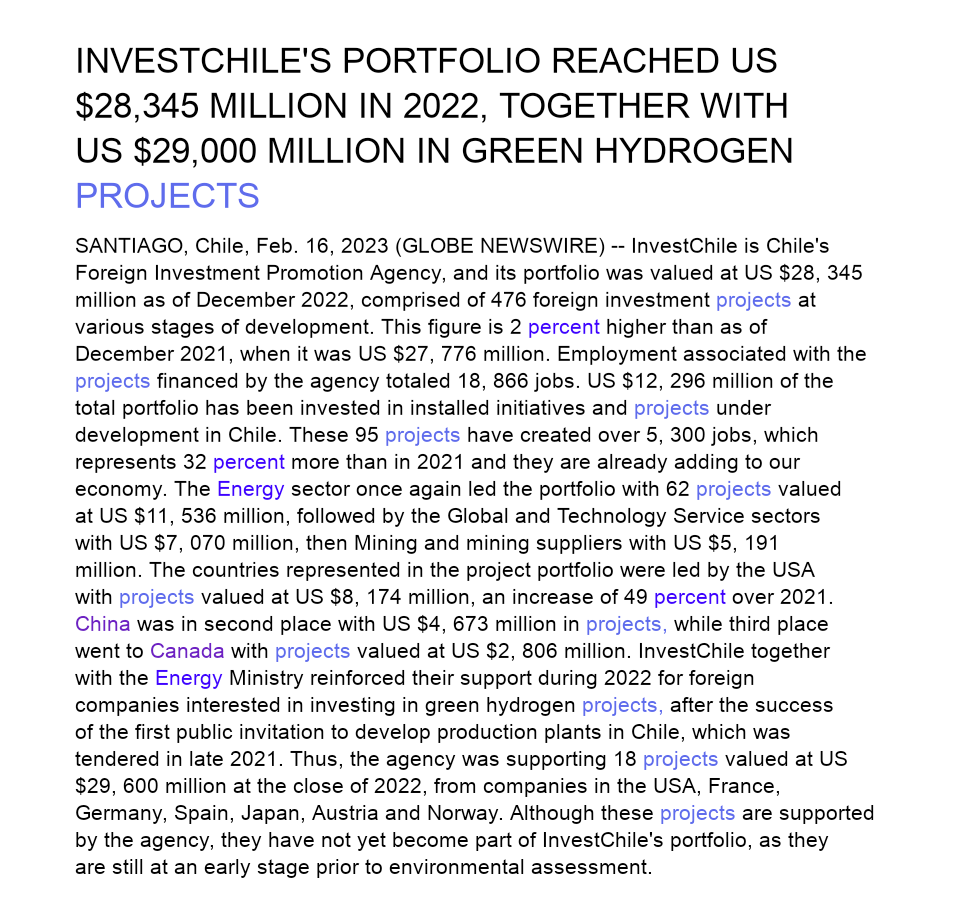 INVESTCHILE'S PORTFOLIO REACHED US
$28,345 MILLION IN 2022, TOGETHER WITH
US $29,000 MILLION IN GREEN HYDROGEN
PROJECTS
SANTIAGO, Chile, Feb. 16, 2023 (GLOBE NEWSWIRE) -- InvestChile is Chile's
Foreign Investment Promotion Agency, and its portfolio was valued at US $28, 345
million as of December 2022, comprised of 476 foreign investment projects at
various stages of development. This figure is 2 percent higher than as of
December 2021, when it was US $27, 776 million. Employment associated with the
projects financed by the agency totaled 18, 866 jobs. US $12, 296 million of the
total portfolio has been invested in installed initiatives and projects under
development in Chile. These 95 projects have created over 5, 300 jobs, which
represents 32 percent more than in 2021 and they are already adding to our
economy. The Energy sector once again led the portfolio with 62 projects valued
at US $11, 536 million, followed by the Global and Technology Service sectors
with US $7, 070 million, then Mining and mining suppliers with US $5, 191
million. The countries represented in the project portfolio were led by the USA
with projects valued at US $8, 174 million, an increase of 49 percent over 2021.
China was in second place with US $4, 673 million in projects, while third place
went to Canada with projects valued at US $2, 806 million. InvestChile together
with the Energy Ministry reinforced their support during 2022 for foreign
companies interested in investing in green hydrogen projects, after the success
of the first public invitation to develop production plants in Chile, which was
tendered in late 2021. Thus, the agency was supporting 18 projects valued at US
$29, 600 million at the close of 2022, from companies in the USA, France,
Germany, Spain, Japan, Austria and Norway. Although these projects are supported
by the agency, they have not yet become part of InvestChile's portfolio, as they
are still at an early stage prior to environmental assessment.